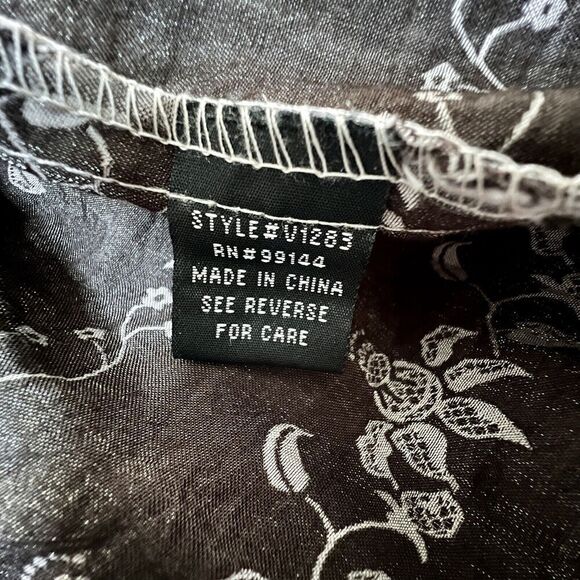 STYLE#V1283
RN#99144
MADE IN CHINA
SEE REVERSE
FOR CARE